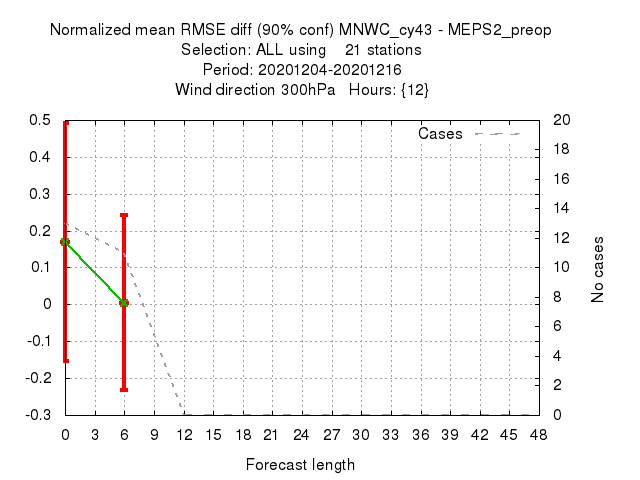 Normalized mean RMSE diff (90% conf) MNWC_cy43 - MEPS2_preop
Selection: ALL using    21 stations
Period: 20201204-20201216
Wind direction 300hPa   Hours: {12}
Cases
0.5
0.4
0.3
0.2
0.1
0
-0.1
-0.2
-0.3
20
18
16
14
12
10
8
6
4
2
0
No cases
0 3 6 9 12 15 18 21 24 27 30 33 36 39 42 45 48
Forecast length